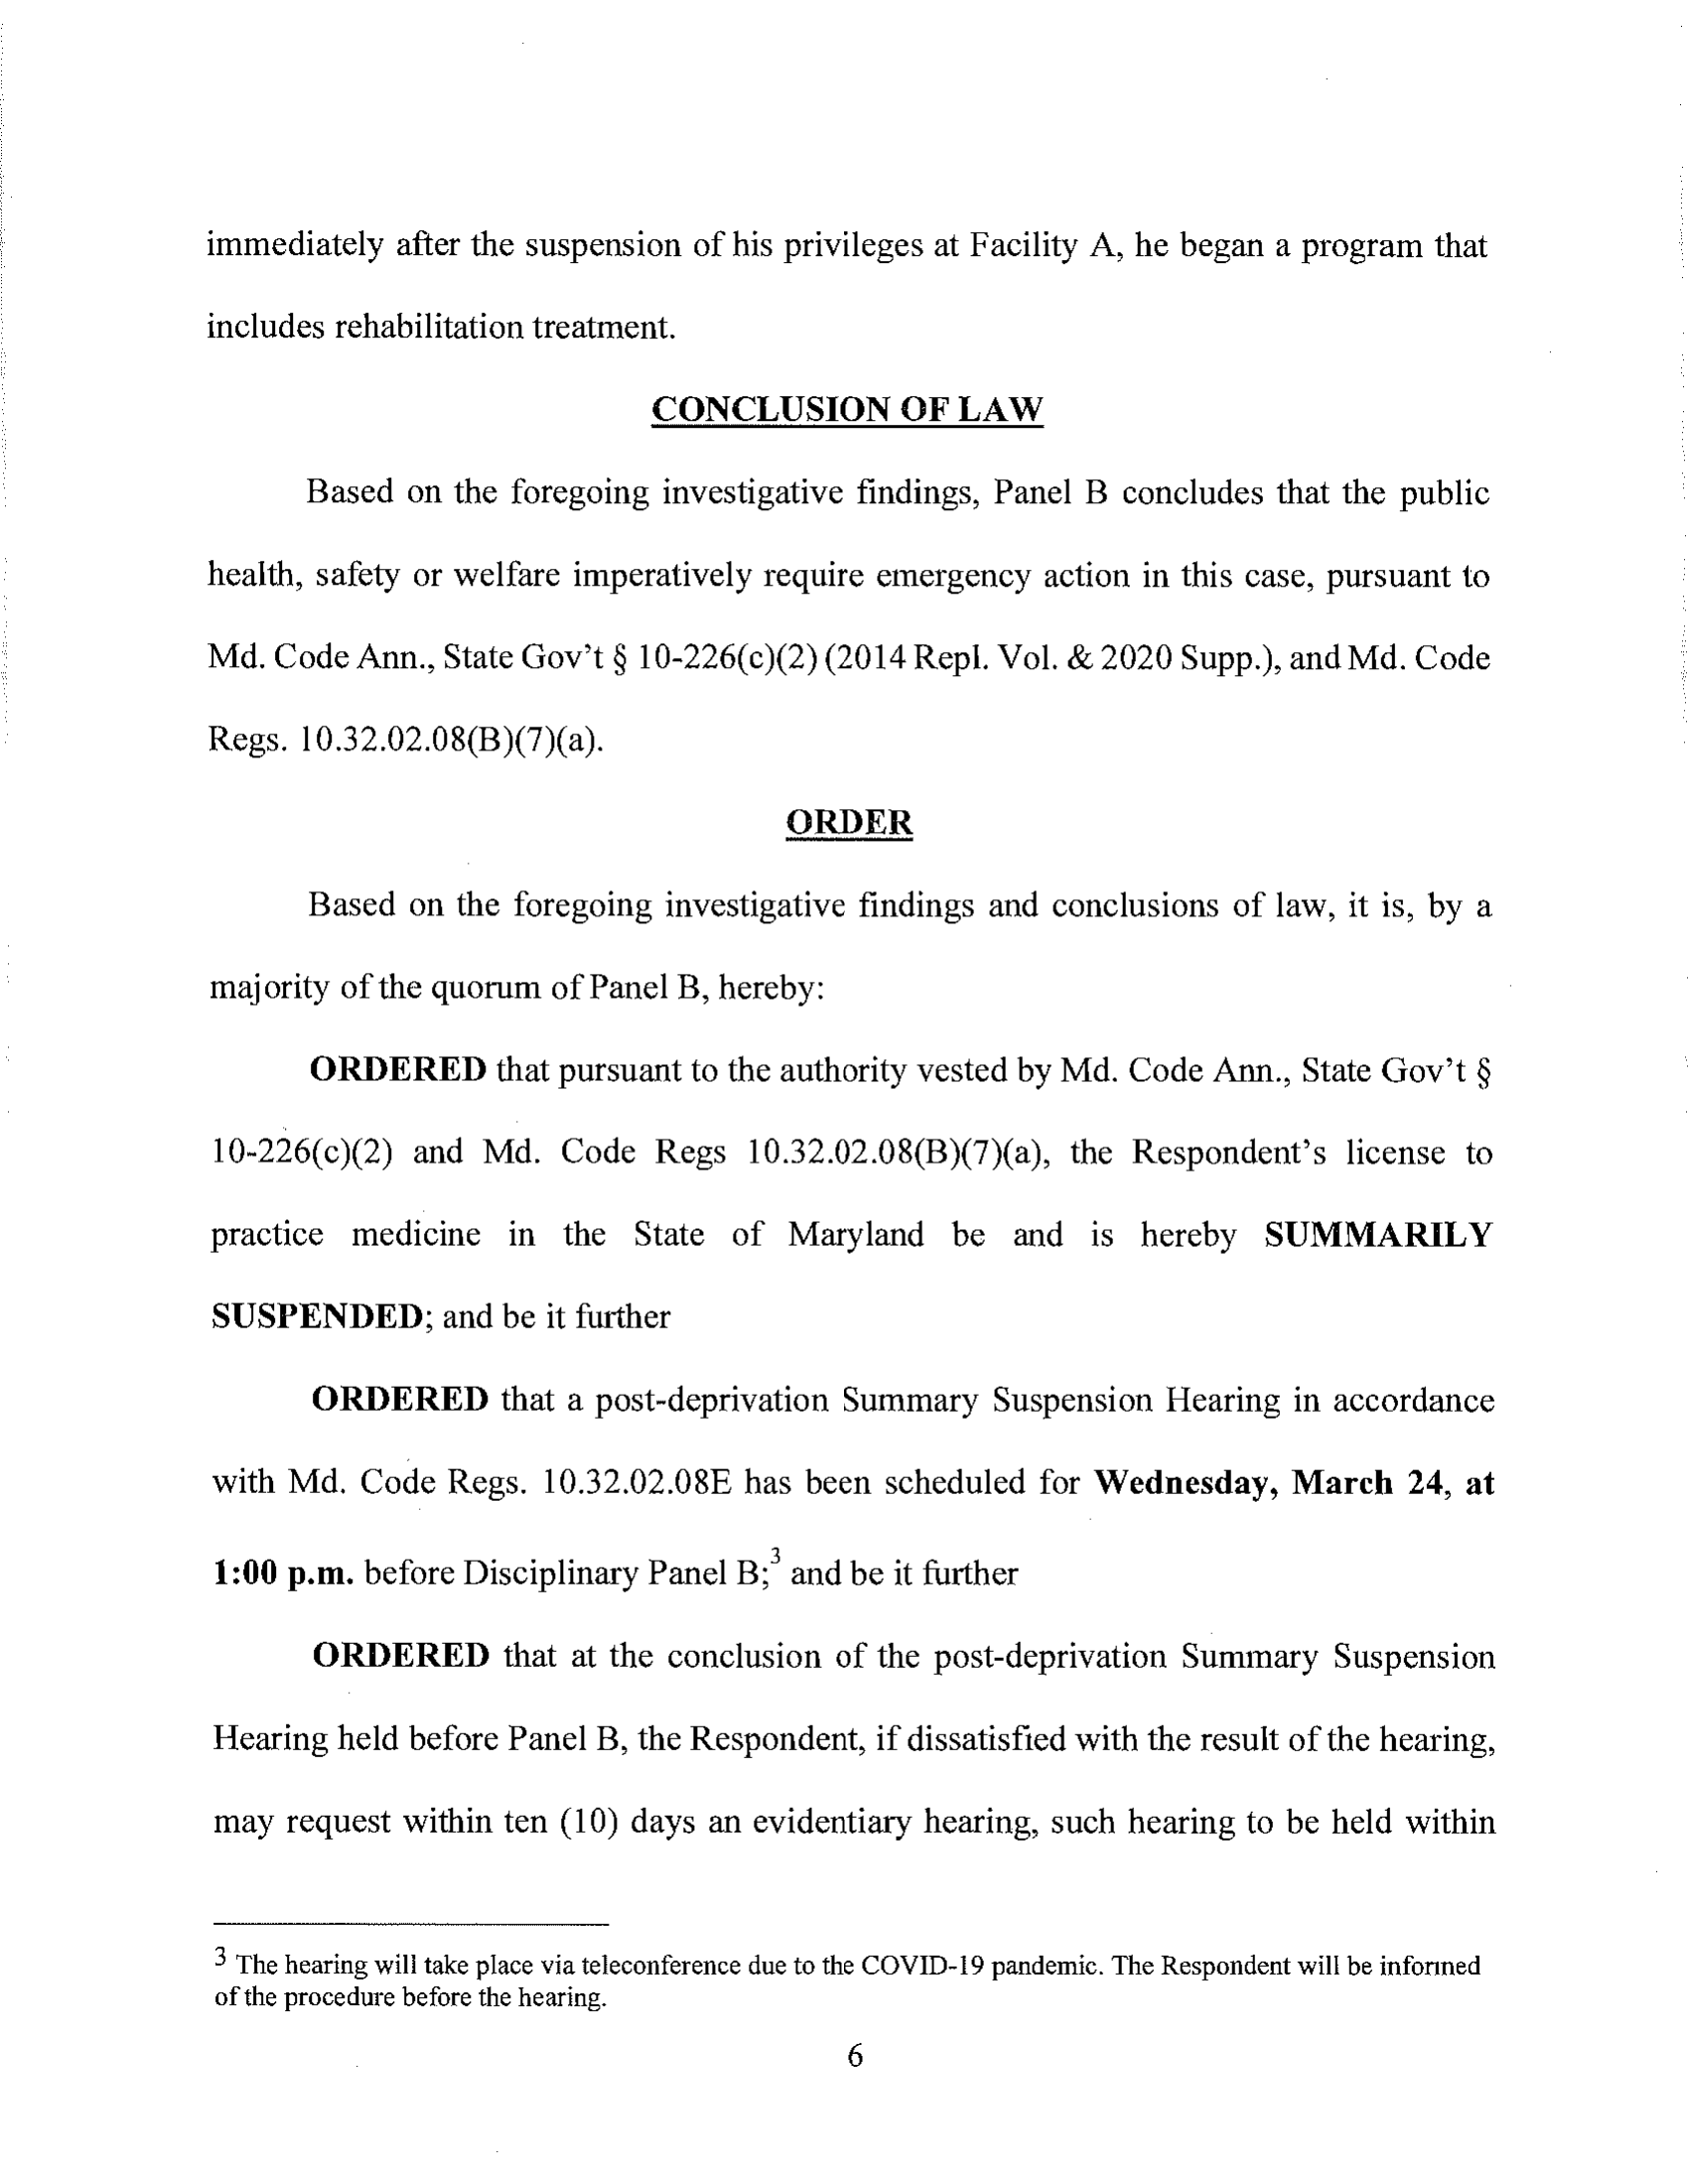 immediately after the suspension of his privileges at Facility A, he began a program that
includes rehabilitation treatment.
CONCLUSION OF LAW
Based on the foregoing investigative findings, Panel B concludes that the public
health, safety or welfare imperatively require emergency action in this case, pursuant to
Md. Code Ann., State Gov't § 10-226(c)(2) (2014 Repl. Vol. & 2020 Supp.), and Md. Code
Regs. 10.32.02.08(B)(7)(a).
ORDER
Based on the foregoing investigative findings and conclusions of law, it is, by a
majority of the quorum of Panel B, hereby:
ORDERED that pursuant to the authority vested by Md. Code Ann., State Gov't §
10-226(c)(2) and Md. Code Regs 10.32.02.08(B)(7)(a), the Respondent's license to
practice medicine in the State of Maryland be and is hereby SUMMARILY
SUSPENDED; and be it further
ORDERED that a post-deprivation Summary Suspension Hearing in accordance
with Md. Code Regs. 10.32.02.08E has been scheduled for Wednesday, March 24, at
1:00 p.m. before Disciplinary Panel B;3 and be it further
ORDERED that at the conclusion of the post-deprivation Summary Suspension
Hearing held before Panel B, the Respondent, if dissatisfied with the result of the hearing,
may request within ten (10) days an evidentiary hearing, such hearing to be held within
3 The hearing will take place via teleconference due to the COVID-19 pandemic. The Respondent will be informed
of the procedure before the hearing.
6